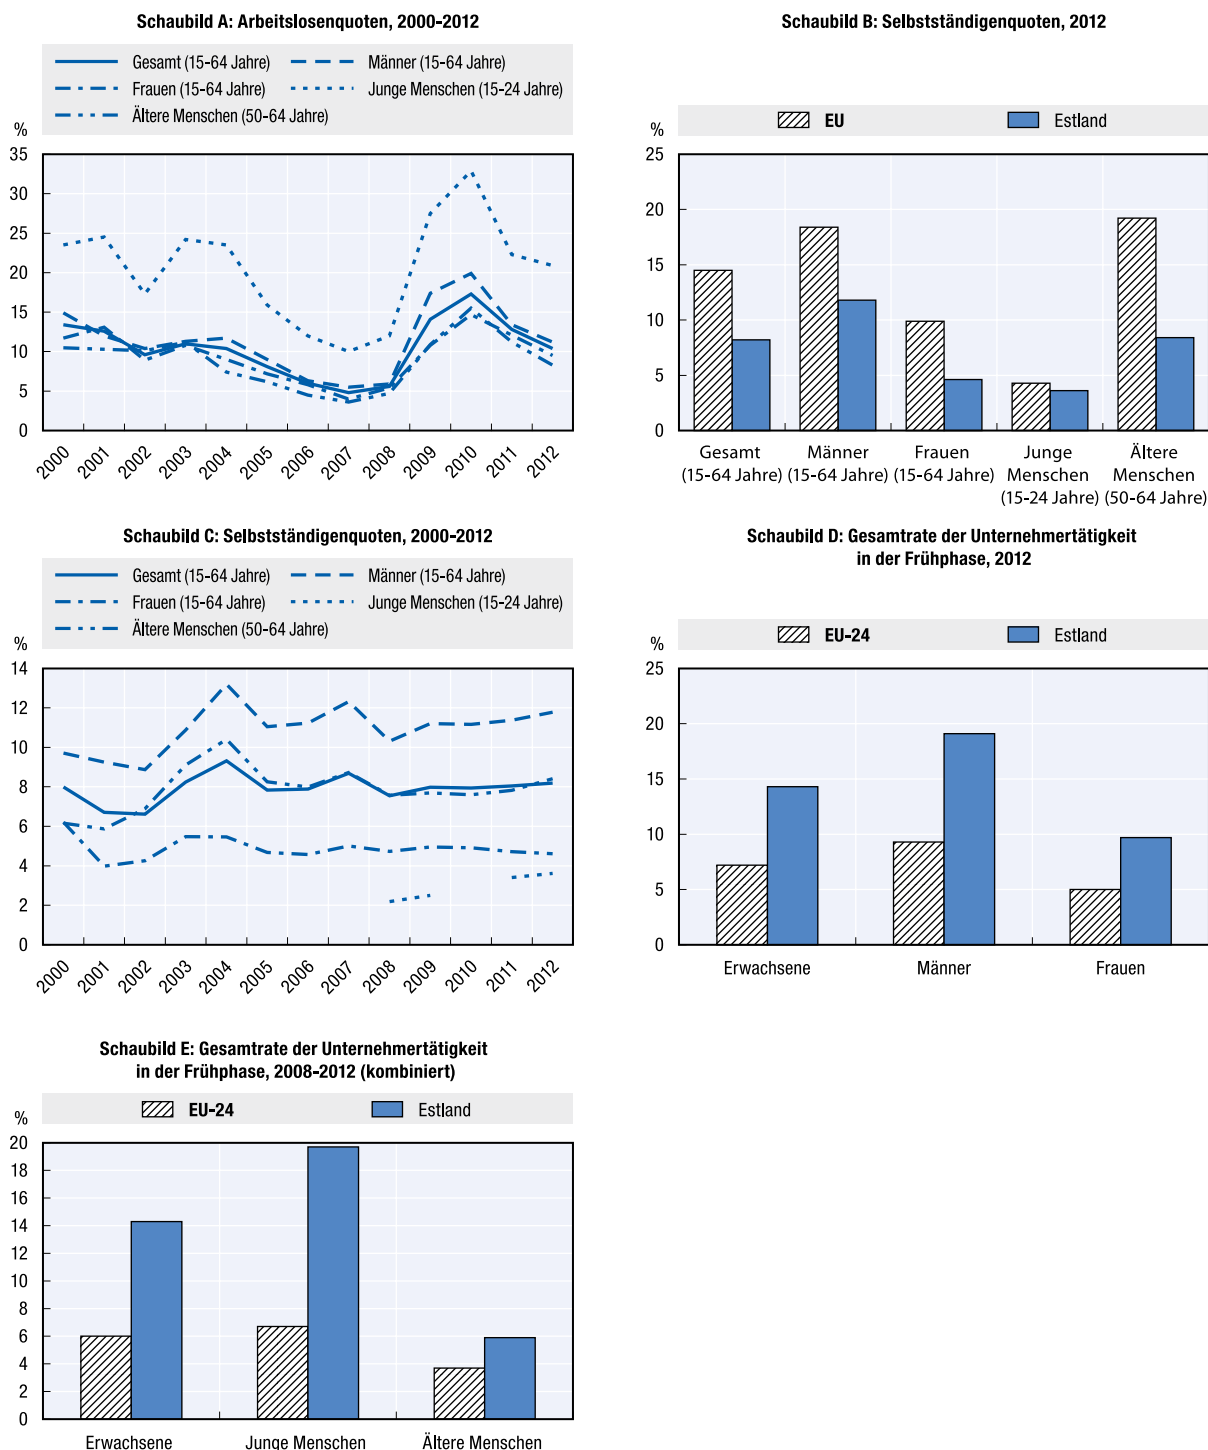 Schaubild A: Arbeitslosenquoten, 2000-2012
Gesamt (15-64 Jahre)
Männer (15-64 Jahre)
Frauen (15-64 Jahre)
Junge Menschen (15-24 Jahre)
Ältere Menschen (50-64 Jahre)
%
35
30
25
20
15
10
5
0
2000
2001
2002
2003
2004
2005
2006
2007
2008
2009
2010
2011
2012
Schaubild B: Selbstständigenquoten, 2012
EU
Estland
%
25
20
15
10
5
0
Gesamt
(15-64 Jahre)
Männer
(15-64 Jahre)
Frauen
(15-64 Jahre)
Junge
Menschen
(15-24 Jahre)
Ältere
Menschen
(50-64 Jahre)
Schaubild C: Selbstständigenquoten, 2000-2012
Gesamt (15-64 Jahre)
Männer (15-64 Jahre)
Frauen (15-64 Jahre)
Junge Menschen (15-24 Jahre)
Ältere Menschen (50-64 Jahre)
%
14
12
10
8
6
4
2
0
2000
2001
2002
2003
2004
2005
2006
2007
2008
2009
2010
2011
2012
Schaubild D: Gesamtrate der Unternehmertätigkeit
in der Frühphase, 2012
EU-24
Estland
%
25
20
15
10
5
0
Erwachsene
Männer
Frauen
Schaubild E: Gesamtrate der Unternehmertätigkeit
in der Frühphase, 2008-2012 (kombiniert)
EU-24
Estland
%
20
18
16
14
12
10
8
6
4
2
0
Erwachsene
Junge Menschen
Ältere Menschen